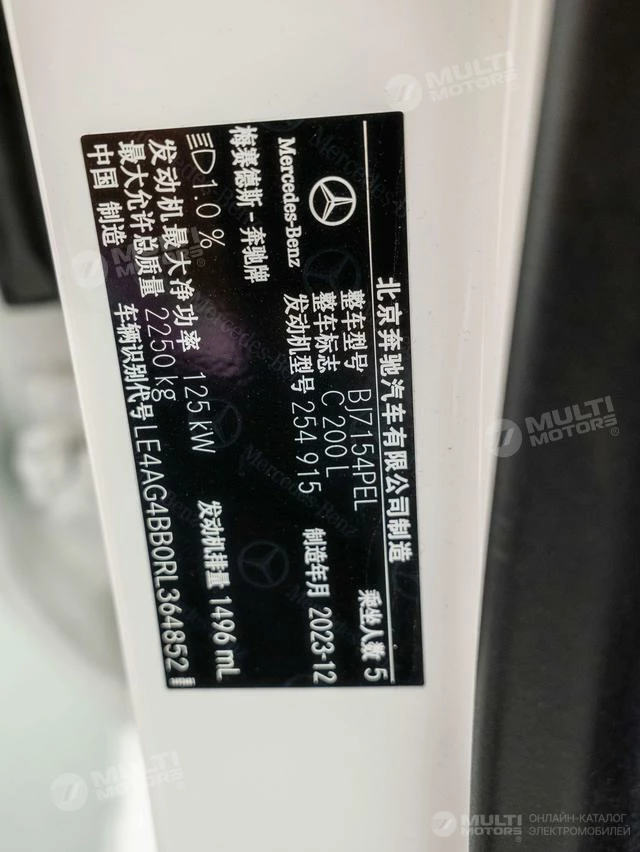 北京奔驰汽车有限公司制造
Mercedes-Benz
梅赛德斯-奔驰牌
整车型号 BJ7154PEL 乘坐人数 5
整车标志 C 200 L
发动机型号 254 915 制造年月 2023-12
1.0 %
发动机最大净功率 125 kW 发动机排量 1496 mL
最大允许总质量 2250 kg
中国 制造 车辆识别代号 LE4AG4BB0RL364852
MULTI
MOTORS®
MULTI
MOTORS®
MULTI
MOTORS®
MULTI
MOTORS®
MULTI
MOTORS®
ОНЛАЙН-КАТАЛОГ
ЭЛЕКТРОМОБИЛЕЙ